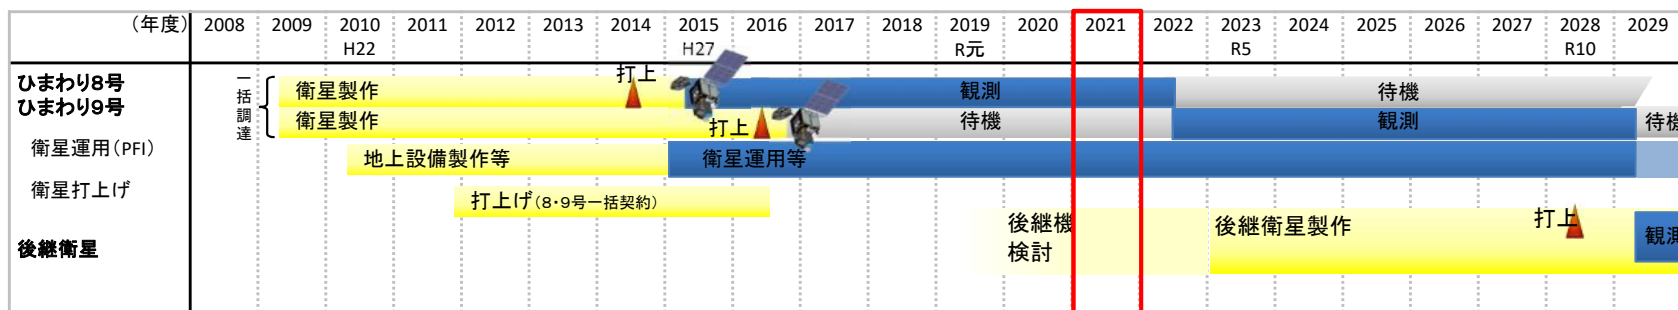 (年度) 2008 2009 2010 2011 2012 2013 2014 2015 2016 2017 2018 2019 2020 2021 2022 2023 2024 2025 2026 2027 2028 2029
H22 H27 R元 R5 R10
ひまわり8号 一括調達 衛星製作 打上 観測 待機
ひまわり9号 衛星製作 打上 待機 観測 待機
衛星運用(PFI) 地上設備製作等 衛星運用等
衛星打上げ 打上げ(8・9号一括契約)
後継衛星 後継機 後継衛星製作 打上 観測
検討